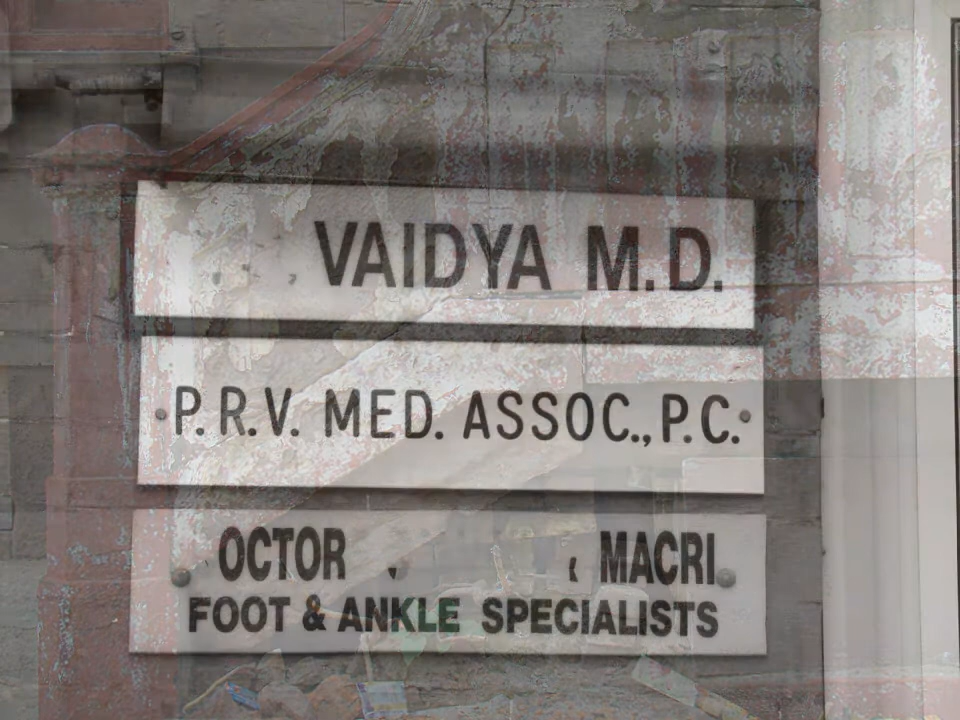 VAIDYA M.D.
P.R.V. MED. ASSOC., P.C.
OCTOR MACRI
FOOT & ANKLE SPECIALISTS